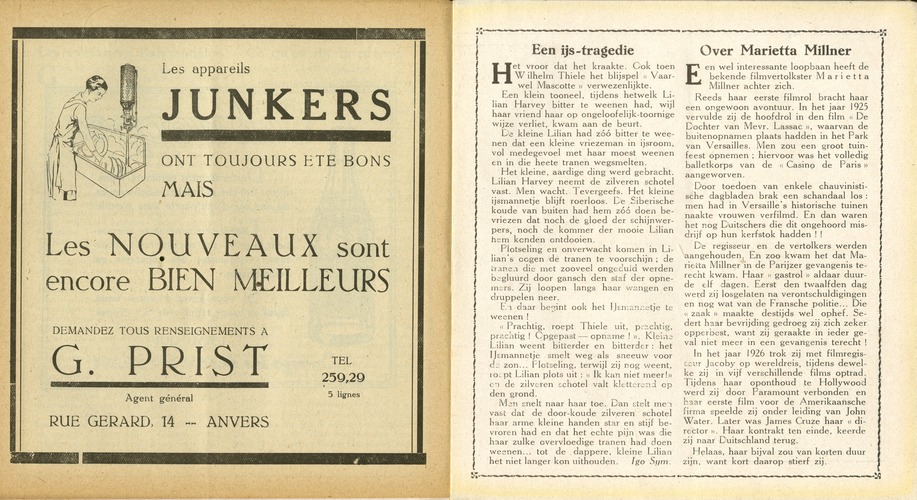 Les appareils
JUNKERS
ONT TOUJOURS ETE BONS
MAIS
Les NOUVEAUX sont
encore BIEN MEILLEURS
DEMANDEZ TOUS RENSEIGNEMENTS A
G. PRIST
Agent général
TEL
259,29
5 lignes
RUE GERARD, 14 -- ANVERS
Een ijs-tragedie
Het vroor dat het kraakte. Ook toen
Wilhelm Thiele het blijspel « Vaar-
wel Mascotte » verwezenlijkte.
Een klein tooneel, tijdens hetwelk Li-
lian Harvey bitter te weenen had, wijl
haar vriend haar op ongeloofelijk-toornige
wijze verliet, kwam aan de beurt.
De kleine Lilian had zóó bitter te wee-
nen dat een kleine vriezeman in ijsroom,
vol medegevoel met haar moest weenen
en in die heete tranen wegsmelten.
Het kleine, aardige ding werd gebracht.
Lilian Harvey neemt de zilveren schotel
vast. Men wacht. Tevergeefs. Het kleine
ijsmannetje blijft roerloos. De Siberische
koude van buiten had hem zóó doen be-
vriezen dat noch de gloed der schijnwer-
pers, noch de kommer der mooie Lilian
hem konden ontdooien.
Plotseling en onverwacht komen in Li-
lian's oogen de tranen te voorschijn ; de
tranen die met zooveel ongeduld werden
begluurd door gansch den staf der opne-
mers. Zij loopen langs haar wangen en
druppelen neer.
En daar begint ook het IJsmannetje te
weenen !
« Prachtig, roept Thiele uit, prachtig,
prachtig ! Opgepast — opname ! ». Kleine
Lilian weent bitterder en bitterder : het
IJsmannetje smelt weg als sneeuw voor
de zon... Plotseling, terwijl zij nog weent,
roept Lilian plots uit : « Ik kan niet meer!»
en de zilveren schotel valt kletterend op
den grond.
Men snelt naar haar toe. Dan stelt men
vast dat de door-koude zilveren schotel
haar arme kleine handen star en stijf be-
vroren had en dat het echte pijn was die
haar zulke overvloedige tranen had doen
weenen... tot de dappere, kleine Lilian
het niet langer kon uithouden. Igo Sym.
Over Marietta Millner
Een wel interessante loopbaan heeft de
bekende filmvertolkster Marietta
Millner achter zich.
Reeds haar eerste filmrol bracht haar
een ongewoon avontuur. In het jaar 1925
vervulde zij de hoofdrol in den film « De
Dochter van Mevr. Lassac », waarvan de
buitenopnamen plaats hadden in het Park
van Versailles. Men zou een groot tuin-
feest opnemen ; hiervoor was het volledig
balletkorps van de « Casino de Paris »
aangeworven.
Door toedoen van enkele chauvinisti-
sche dagbladen brak een schandaal los :
men had in Versaille's historische tuinen
naakte vrouwen verfilmd. En dan waren
het nog Duitschers die dit ongehoord mis-
drijf op hun kerfstok hadden ! !
De regisseur en de vertolkers werden
aangehouden. En zoo kwam het dat Ma-
rietta Millner in de Parijzer gevangenis te-
recht kwam. Haar « gastrol » aldaar duur-
de elf dagen. Eerst den twaalfden dag
werd zij losgelaten na verontschuldigingen
en nog wat van de Fransche politie... Die
« zaak » maakte destijds wel ophef. Se-
dert haar bevrijding gedroeg zij zich zeker
opperbest, want zij geraakte in ieder ge-
val niet meer in een gevangenis terecht !
In het jaar 1926 trok zij met filmregis-
seur Jacoby op wereldreis, tijdens dewel-
ke zij in vijf verschillende films optrad.
Tijdens haar oponthoud te Hollywood
werd zij door Paramount verbonden en
haar eerste film voor de Amerikaansche
firma speelde zij onder leiding van John
Water. Later was James Cruze haar « di-
rector ». Haar kontrakt ten einde, keerde
zij naar Duitschland terug.
Helaas, haar bijval zou van korten duur
zijn, want kort daarop stierf zij.